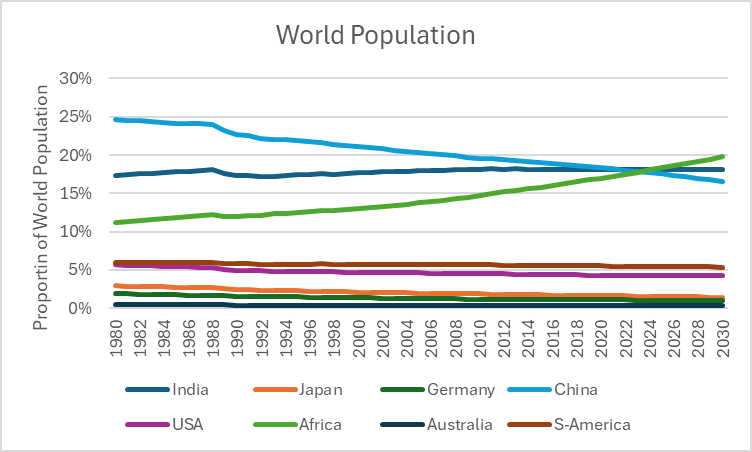 World Population
Proportin of World Population
30%
25%
20%
15%
10%
5%
0%
1980 1982 1984 1986 1988 1990 1992 1994 1996 1998 2000 2002 2004 2006 2008 2010 2012 2014 2016 2018 2020 2022 2024 2026 2028 2030
India Japan Germany China
USA Africa Australia S-America